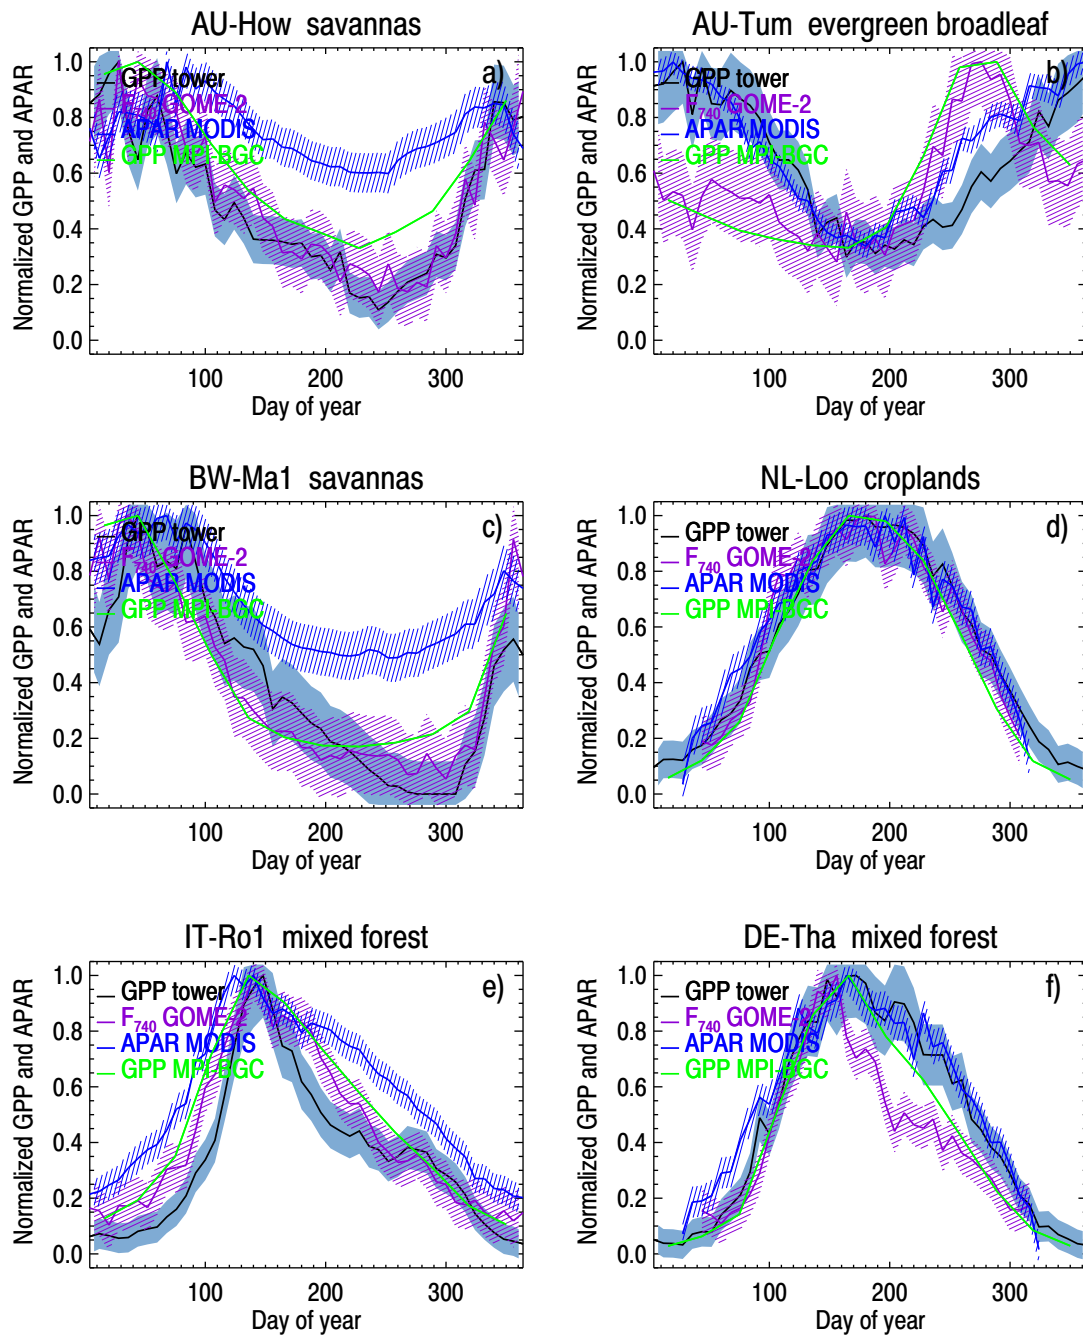 AU-How savannas
a)
GPP tower
F740 GOME-2
APAR MODIS
GPP MPI-BGC
Normalized GPP and APAR
1.0
0.8
0.6
0.4
0.2
0.0
100 200 300
Day of year
AU-Tum evergreen broadleaf
b)
GPP tower
F740 GOME-2
APAR MODIS
GPP MPI-BGC
Normalized GPP and APAR
1.0
0.8
0.6
0.4
0.2
0.0
100 200 300
Day of year
BW-Ma1 savannas
c)
GPP tower
F740 GOME-2
APAR MODIS
GPP MPI-BGC
Normalized GPP and APAR
1.0
0.8
0.6
0.4
0.2
0.0
100 200 300
Day of year
NL-Loo croplands
d)
GPP tower
F740 GOME-2
APAR MODIS
GPP MPI-BGC
Normalized GPP and APAR
1.0
0.8
0.6
0.4
0.2
0.0
100 200 300
Day of year
IT-Ro1 mixed forest
e)
GPP tower
F740 GOME-2
APAR MODIS
GPP MPI-BGC
Normalized GPP and APAR
1.0
0.8
0.6
0.4
0.2
0.0
100 200 300
Day of year
DE-Tha mixed forest
f)
GPP tower
F740 GOME-2
APAR MODIS
GPP MPI-BGC
Normalized GPP and APAR
1.0
0.8
0.6
0.4
0.2
0.0
100 200 300
Day of year